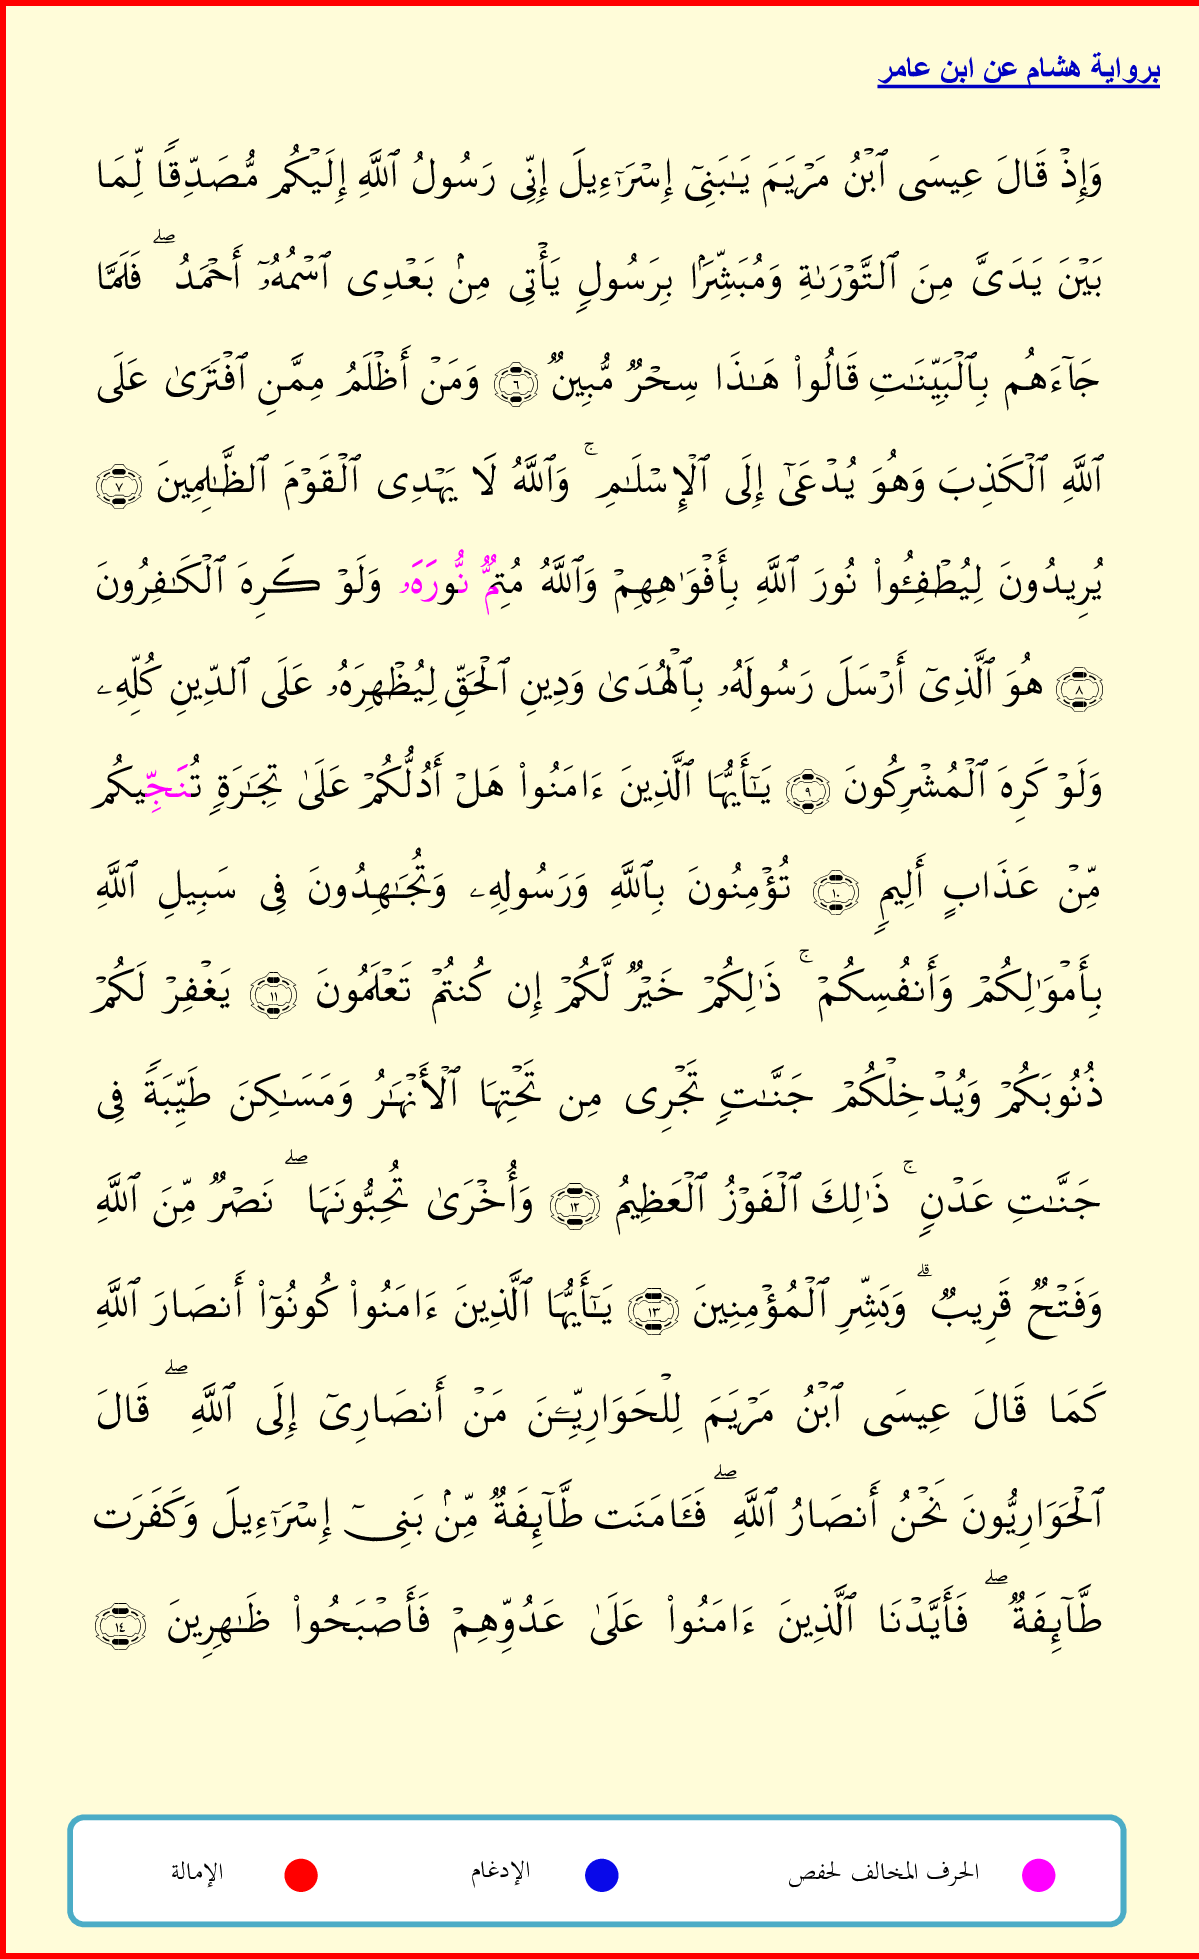 برواية هشام عن ابن عامر
وَإِذْ قَالَ عِيسَى ٱبْنُ مَرْيَمَ يَـٰبَنِىٓ إِسْرَٰٓءِيلَ إِنِّى رَسُولُ ٱللَّهِ إِلَيْكُم مُّصَدِّقًا لِّمَا
بَيْنَ يَدَىَّ مِنَ ٱلتَّوْرَىٰةِ وَمُبَشِّرًۢا بِرَسُولٍ يَأْتِى مِنۢ بَعْدِى ٱسْمُهُۥٓ أَحْمَدُ ۖ فَلَمَّا
جَآءَهُم بِٱلْبَيِّنَـٰتِ قَالُوا۟ هَـٰذَا سِحْرٌ مُّبِينٌ ٦ وَمَنْ أَظْلَمُ مِمَّنِ ٱفْتَرَىٰ عَلَى
ٱللَّهِ ٱلْكَذِبَ وَهُوَ يُدْعَىٰٓ إِلَى ٱلْإِسْلَـٰمِ ۚ وَٱللَّهُ لَا يَهْدِى ٱلْقَوْمَ ٱلظَّـٰلِمِينَ ٧
يُرِيدُونَ لِيُطْفِـُٔوا۟ نُورَ ٱللَّهِ بِأَفْوَٰهِهِمْ وَٱللَّهُ مُتِمٌّ نُّورَهَۥ وَلَوْ كَرِهَ ٱلْكَـٰفِرُونَ
٨ هُوَ ٱلَّذِىٓ أَرْسَلَ رَسُولَهُۥ بِٱلْهُدَىٰ وَدِينِ ٱلْحَقِّ لِيُظْهِرَهُۥ عَلَى ٱلدِّينِ كُلِّهِۦ
وَلَوْ كَرِهَ ٱلْمُشْرِكُونَ ٩ يَـٰٓأَيُّهَا ٱلَّذِينَ ءَامَنُوا۟ هَلْ أَدُلُّكُمْ عَلَىٰ تِجَـٰرَةٍ تُنَجِّيكُم
مِّنْ عَذَابٍ أَلِيمٍ ١٠ تُؤْمِنُونَ بِٱللَّهِ وَرَسُولِهِۦ وَتُجَـٰهِدُونَ فِى سَبِيلِ ٱللَّهِ
بِأَمْوَٰلِكُمْ وَأَنفُسِكُمْ ۚ ذَٰلِكُمْ خَيْرٌ لَّكُمْ إِن كُنتُمْ تَعْلَمُونَ ١١ يَغْفِرْ لَكُمْ
ذُنُوبَكُمْ وَيُدْخِلْكُمْ جَنَّـٰتٍ تَجْرِى مِن تَحْتِهَا ٱلْأَنْهَـٰرُ وَمَسَـٰكِنَ طَيِّبَةً فِى
جَنَّـٰتِ عَدْنٍ ۚ ذَٰلِكَ ٱلْفَوْزُ ٱلْعَظِيمُ ١٢ وَأُخْرَىٰ تُحِبُّونَهَا ۖ نَصْرٌ مِّنَ ٱللَّهِ
وَفَتْحٌ قَرِيبٌ ۗ وَبَشِّرِ ٱلْمُؤْمِنِينَ ١٣ يَـٰٓأَيُّهَا ٱلَّذِينَ ءَامَنُوا۟ كُونُوٓا۟ أَنصَارَ ٱللَّهِ
كَمَا قَالَ عِيسَى ٱبْنُ مَرْيَمَ لِلْحَوَارِيِّـۧنَ مَنْ أَنصَارِىٓ إِلَى ٱللَّهِ ۖ قَالَ
ٱلْحَوَارِيُّونَ نَحْنُ أَنصَارُ ٱللَّهِ ۖ فَـَٔامَنَت طَّآئِفَةٌ مِّنۢ بَنِىٓ إِسْرَٰٓءِيلَ وَكَفَرَت
طَّآئِفَةٌ ۖ فَأَيَّدْنَا ٱلَّذِينَ ءَامَنُوا۟ عَلَىٰ عَدُوِّهِمْ فَأَصْبَحُوا۟ ظَـٰهِرِينَ ١٤
الحرف المخالف لحفص الإدغام الإمالة